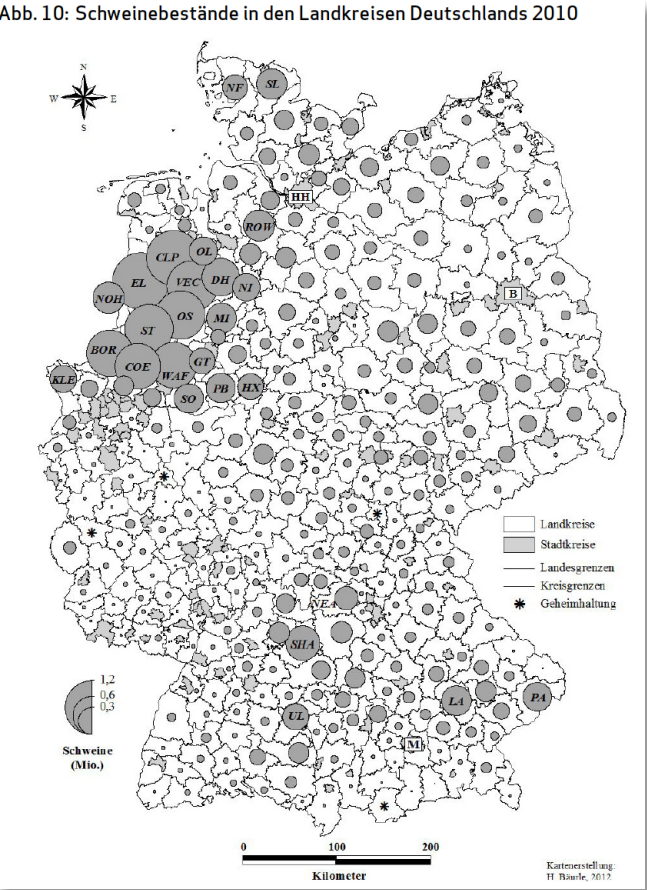 Abb. 10: Schweinebestände in den Landkreisen Deutschlands 2010
N
W E
S
NF
SL
HH
ROW
CLP
OL
EL
VEC
DH
NI
NOH
B
OS
MI
ST
BOR
COE
GT
WAF
KLE
PB
HX
SO
Landkreise
Stadtkreise
Landesgrenzen
Kreisgrenzen
Geheimhaltung
NEA
SHA
1,2
0,6
0,3
LA
PA
UL
M
Schweine
(Mio.)
0 100 200
Kilometer
Kartenerstellung:
H. Bäurle, 2012